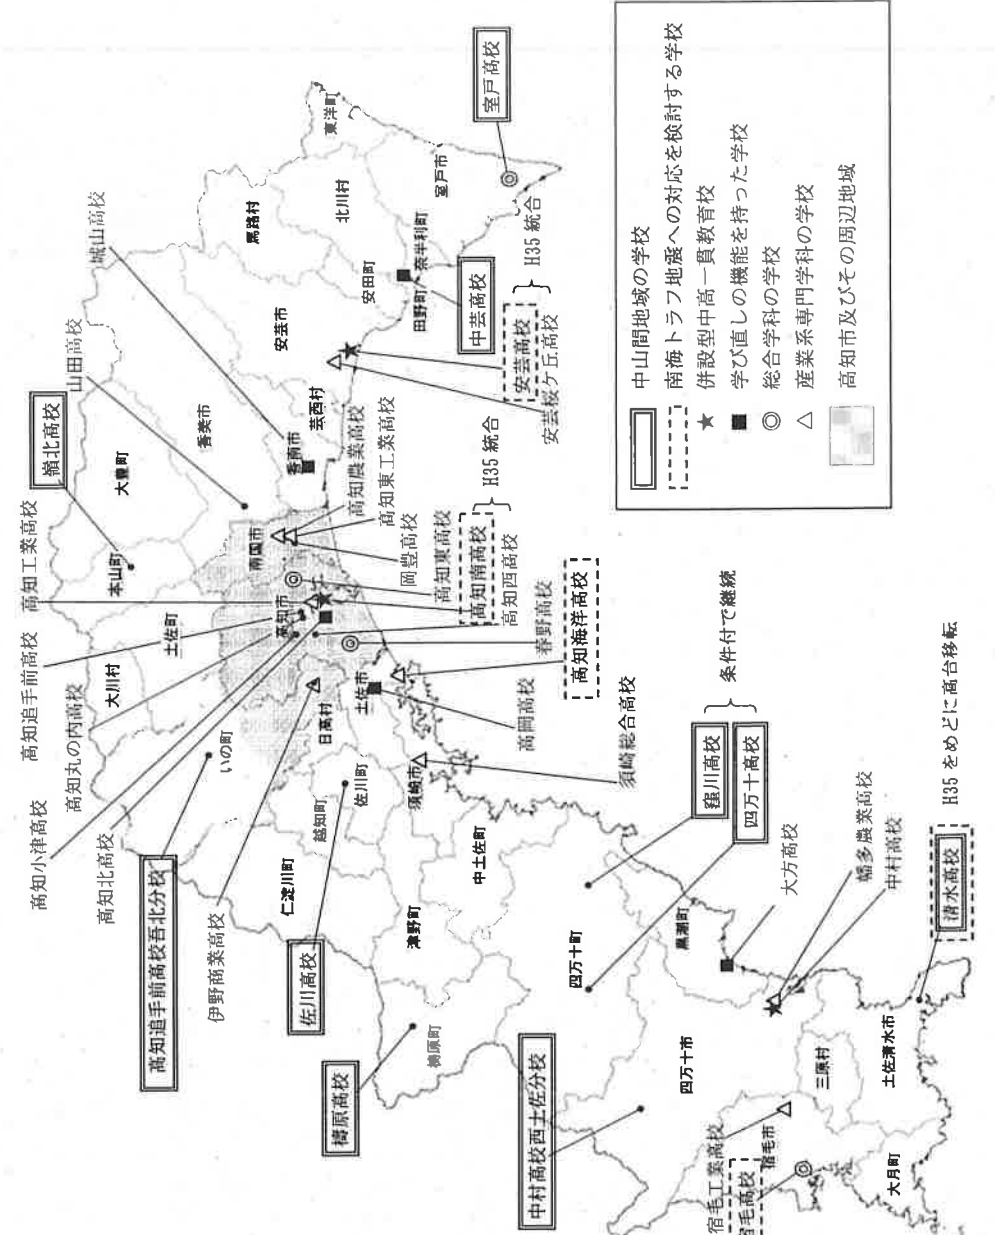 高知小津高校
高知追手前高校
高知工業高校
高知丸の内高校
高知北高校
嶺北高校
山田高校
城山高校
高知追手前高校吾北分校
伊野商業高校
佐川高校
檮原高校
中村高校西土佐分校
室戸高校
中芸高校
安芸高校
安芸桜ケ丘高校
H35 統合
高知農業高校
高知東工業高校
岡豊高校
高知東高校
高知南高校
高知西高校
H35 統合
春野高校
高知海洋高校
高岡高校
須崎総合高校
窪川高校
四万十高校
条件付で継続
大方高校
幡多農業高校
中村高校
清水高校
H35 をめどに高台移転
宿毛工業高校
宿毛高校
東洋町
室戸市
北川村
馬路村
奈半利町
田野町
安田町
安芸市
芸西村
香南市
香美市
大豊町
本山町
土佐町
大川村
南国市
高知市
いの町
日高村
土佐市
佐川町
越知町
須崎市
仁淀川町
津野町
中土佐町
檮原町
四万十町
黒潮町
四万十市
三原村
宿毛市
土佐清水市
大月町
中山間地域の学校
南海トラフ地震への対応を検討する学校
★ 併設型中高一貫教育校
■ 学び直しの機能を持った学校
◎ 総合学科の学校
△ 産業系専門学科の学校
高知市及びその周辺地域